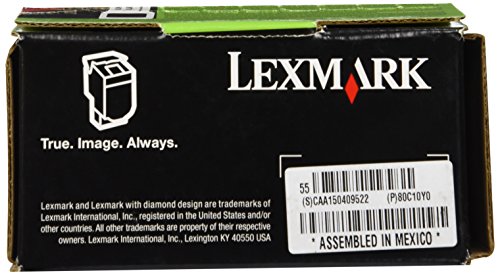 LEXMARK
True. Image. Always.
Lexmark and Lexmark with diamond design are trademarks of
Lexmark International, Inc., registered in the United States and/or
other countries. All other trademarks are property of their respective
owners. Lexmark International, Inc., Lexington KY 40550 USA
55
(S)CAA150409522 (P)80C10Y0
* ASSEMBLED IN MEXICO *